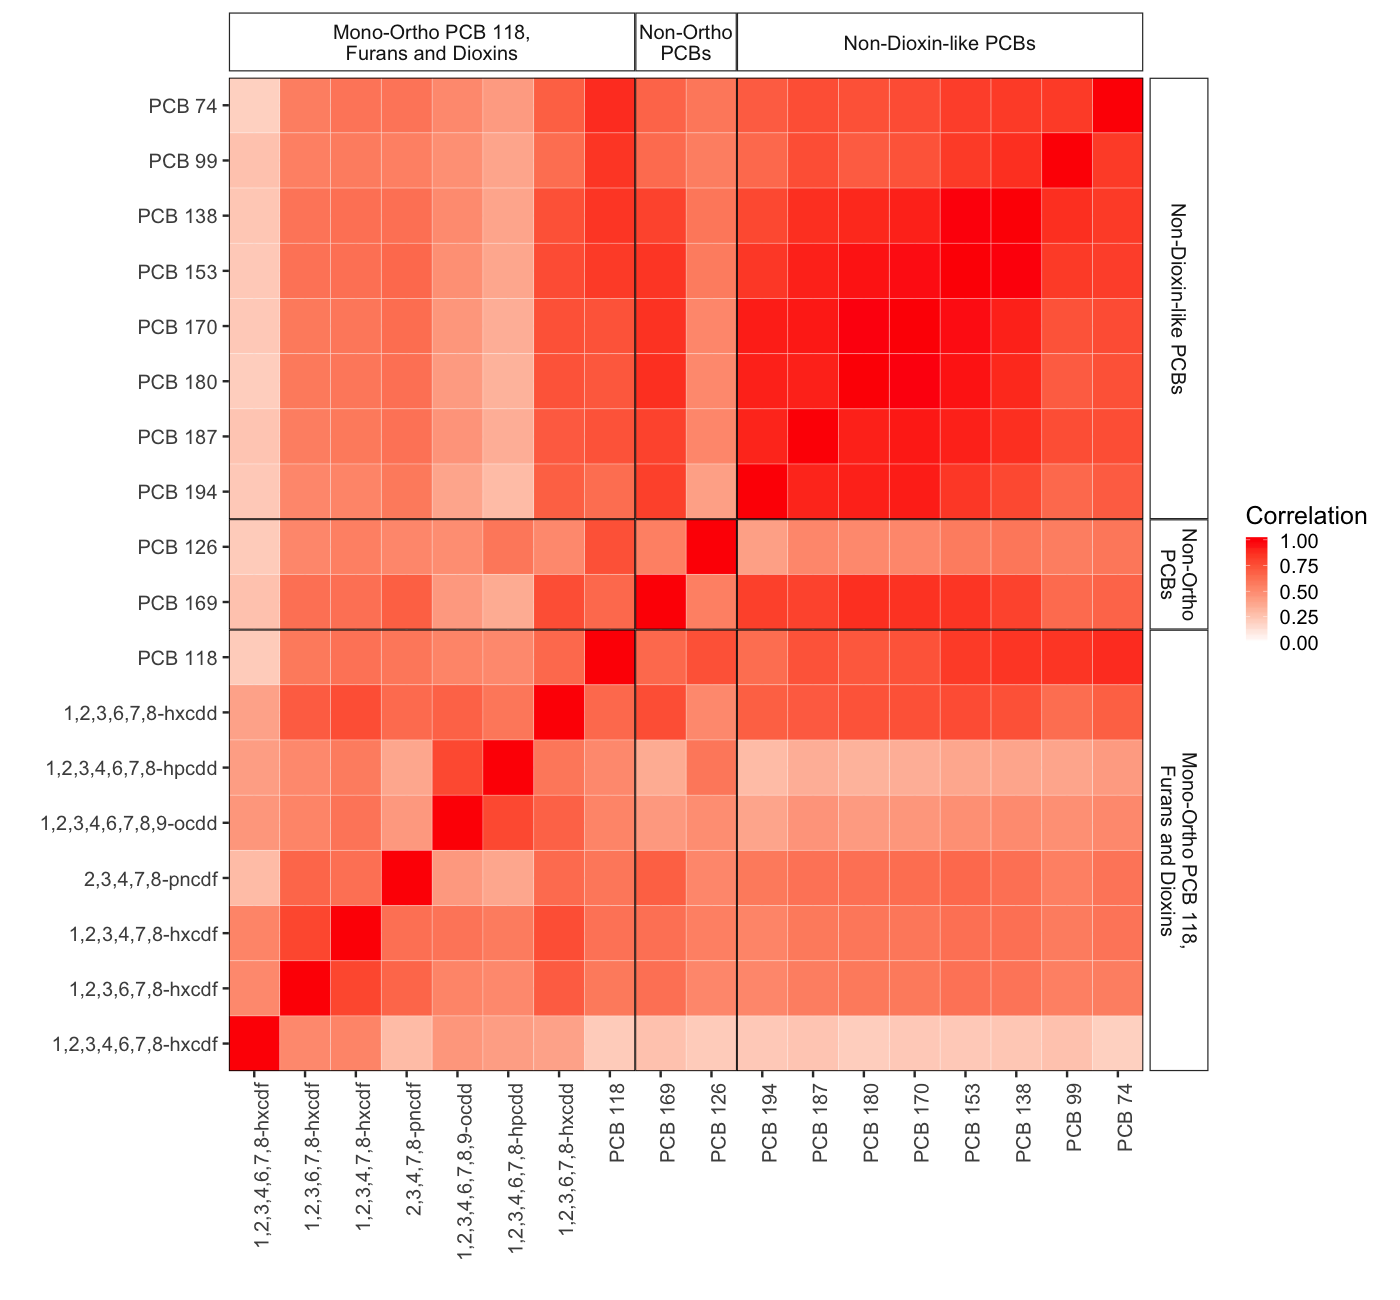 Mono-Ortho PCB 118,
Furans and Dioxins
Non-Ortho
PCBs
Non-Dioxin-like PCBs
PCB 74
PCB 99
PCB 138
PCB 153
PCB 170
PCB 180
PCB 187
PCB 194
PCB 126
PCB 169
PCB 118
1,2,3,6,7,8-hxcdd
1,2,3,4,6,7,8-hpcdd
1,2,3,4,6,7,8,9-ocdd
2,3,4,7,8-pncdf
1,2,3,4,7,8-hxcdf
1,2,3,6,7,8-hxcdf
1,2,3,4,6,7,8-hxcdf
Non-Dioxin-like PCBs
Non-Ortho
PCBs
Mono-Ortho PCB 118,
Furans and Dioxins
1,2,3,4,6,7,8-hxcdf
1,2,3,6,7,8-hxcdf
1,2,3,4,7,8-hxcdf
2,3,4,7,8-pncdf
1,2,3,4,6,7,8,9-ocdd
1,2,3,4,6,7,8-hpcdd
1,2,3,6,7,8-hxcdd
PCB 118
PCB 169
PCB 126
PCB 194
PCB 187
PCB 180
PCB 170
PCB 153
PCB 138
PCB 99
PCB 74
Correlation
1.00
0.75
0.50
0.25
0.00